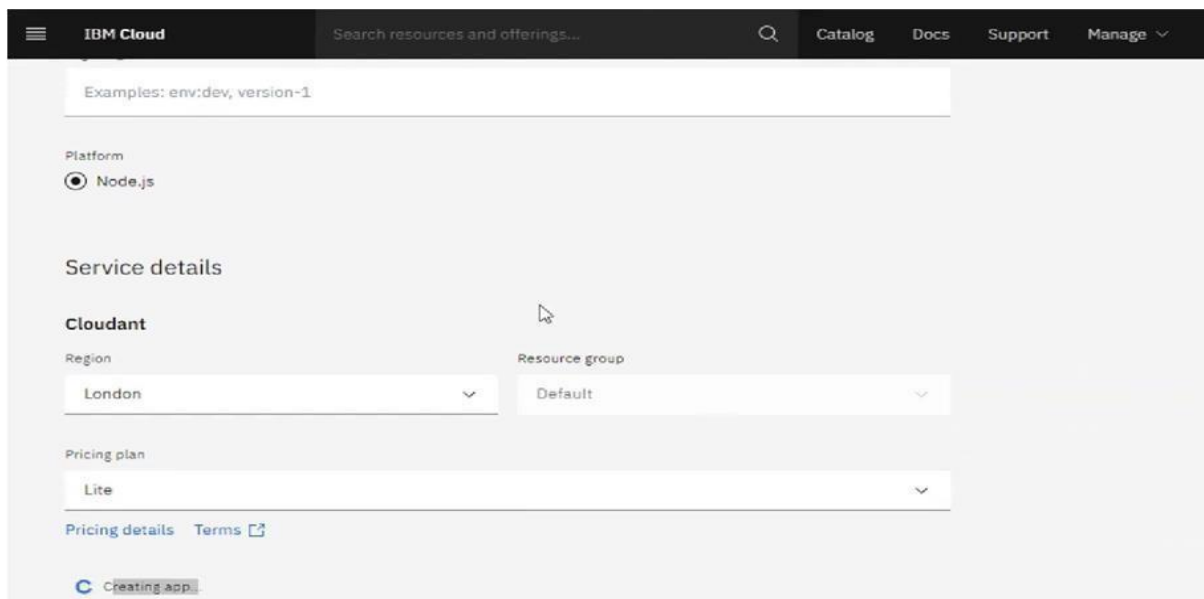 IBM Cloud Search resources and offerings... Catalog Docs Support Manage
Examples: env:dev, version-1
Platform
Node.js
Service details
Cloudant
Region Resource group
London Default
Pricing plan
Lite
Pricing details Terms
Creating app...